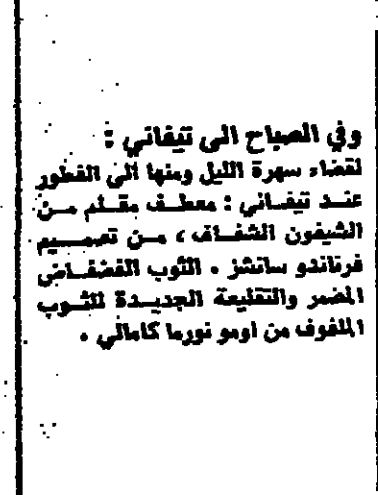 وفي الصباح الى تيفاني :
لقضاء سهرة الليل ومنها الى الفطور
عند تيفاني : معطف مقلم من
الشيفون الشفاف ، من تصميم
فرناندو سانشز . الثوب الفضفاض
المضمر والتقليعة الجديدة للثوب
الملفوف من اومو نورما كامالي .